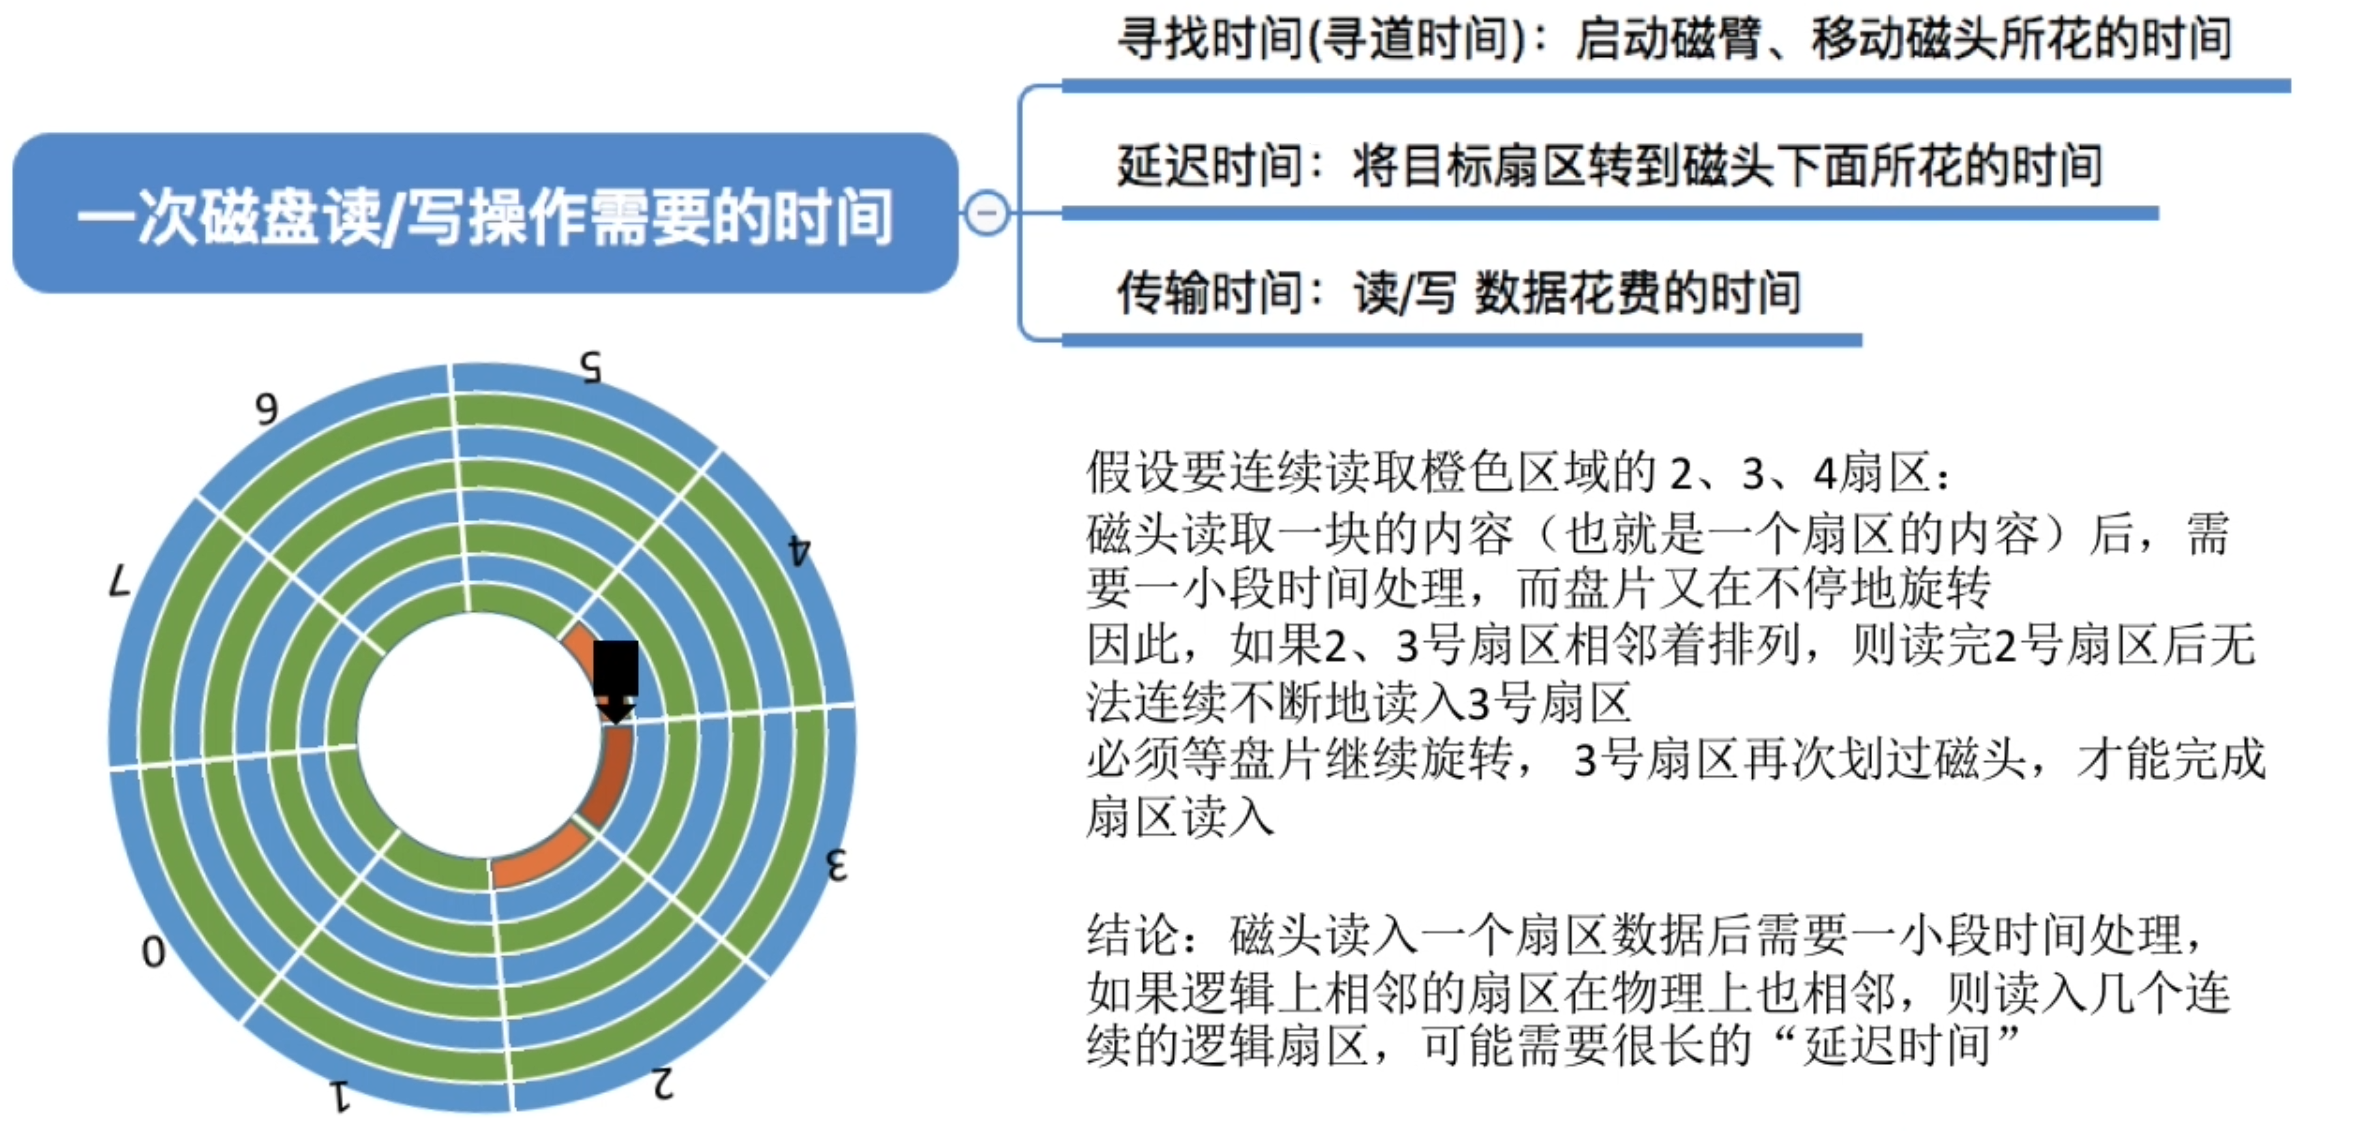 寻找时间(寻道时间)：启动磁臂、移动磁头所花的时间
延迟时间：将目标扇区转到磁头下面所花的时间
一次磁盘读/写操作需要的时间
传输时间：读/写 数据花费的时间
5
6
4
7
3
0
2
1
假设要连续读取橙色区域的 2、3、4扇区：
磁头读取一块的内容（也就是一个扇区的内容）后，需
要一小段时间处理，而盘片又在不停地旋转
因此，如果2、3号扇区相邻着排列，则读完2号扇区后无
法连续不断地读入3号扇区
必须等盘片继续旋转， 3号扇区再次划过磁头，才能完成
扇区读入
结论：磁头读入一个扇区数据后需要一小段时间处理，
如果逻辑上相邻的扇区在物理上也相邻，则读入几个连
续的逻辑扇区，可能需要很长的“延迟时间”